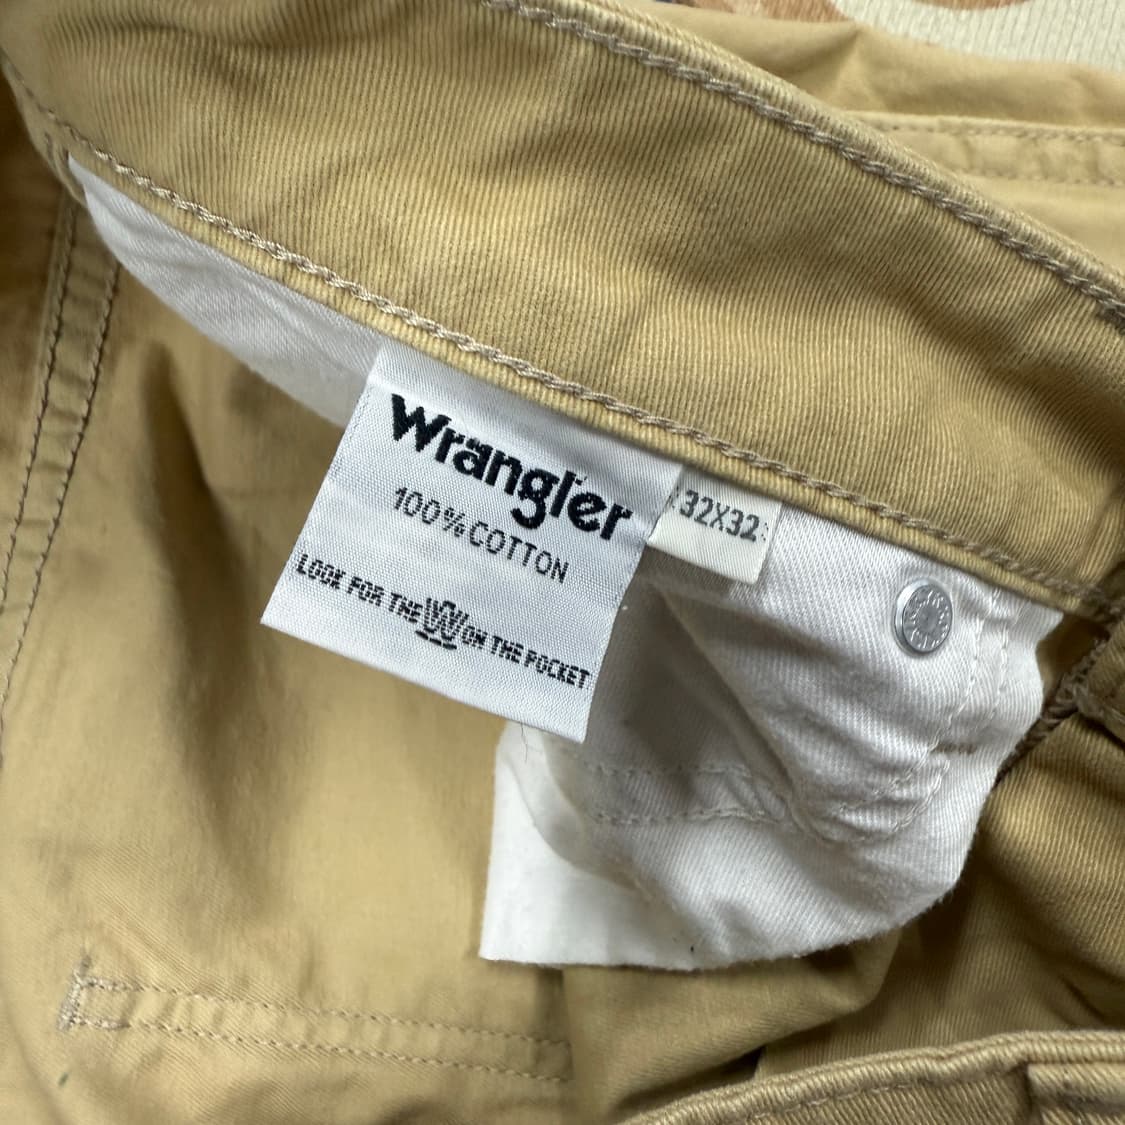 Wrangler
100% COTTON
LOOK FOR THE W ON THE POCKET
32X32